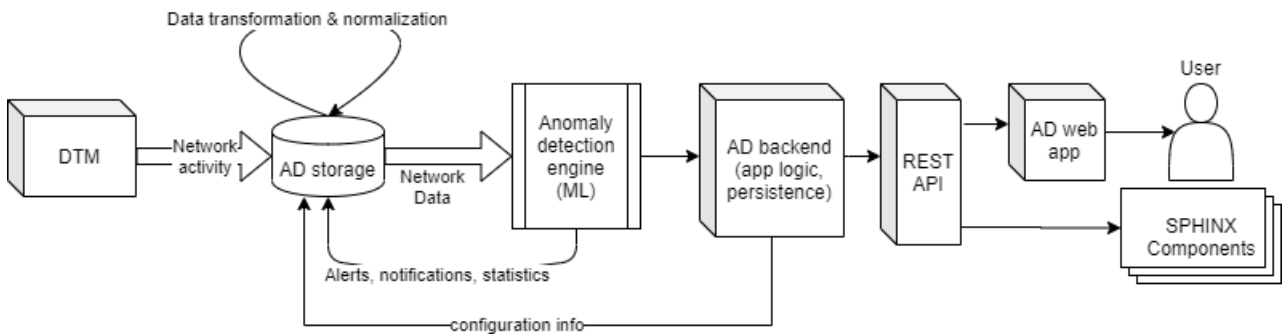 Data transformation & normalization
DTM
Network
activity
AD storage
Network
Data
Anomaly
detection
engine
(ML)
AD backend
(app logic,
persistence)
REST
API
AD web
app
User
SPHINX
Components
Alerts, notifications, statistics
configuration info